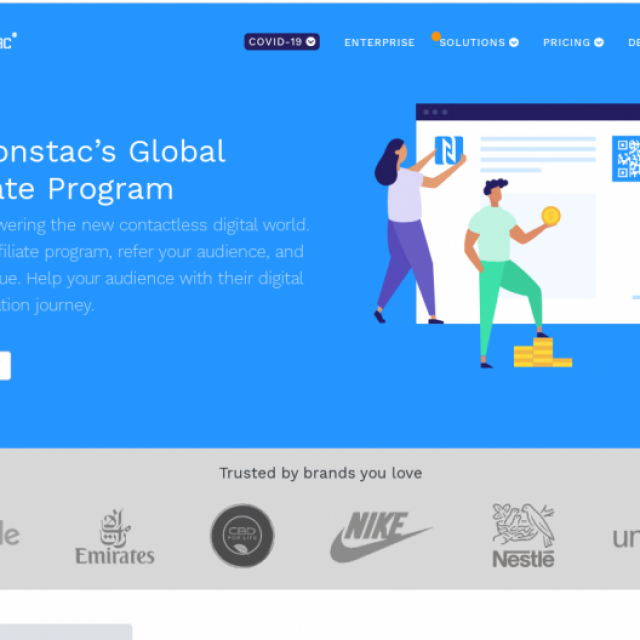 COVID-19 ENTERPRISE SOLUTIONS PRICING DE
onstac's Global
ate Program
wering the new contactless digital world.
filiate program, refer your audience, and
ue. Help your audience with their digital
ation journey.
Trusted by brands you love
le Emirates CBD FOR LIFE NIKE Nestlé un